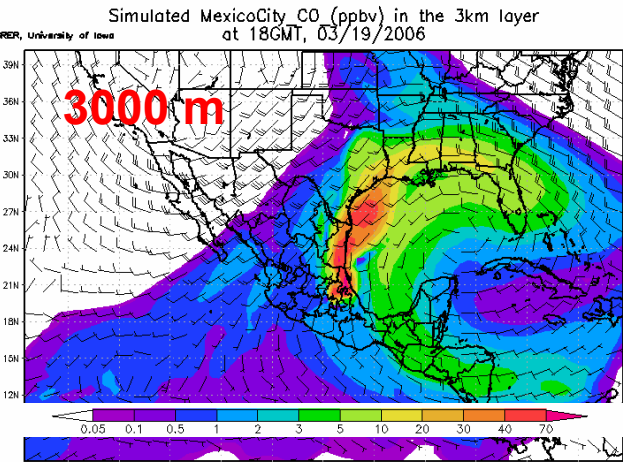 Simulated MexicoCity_CO_(ppbv) in the 3km layer
RER, University of Iowa
at 18GMT, 03/19/2006
39N
3000 m
36N
33N
30N
27N
24N
21N
18N
15N
12N
0.05 0.1 0.5 1 2 3 5 10 20 30 40 70